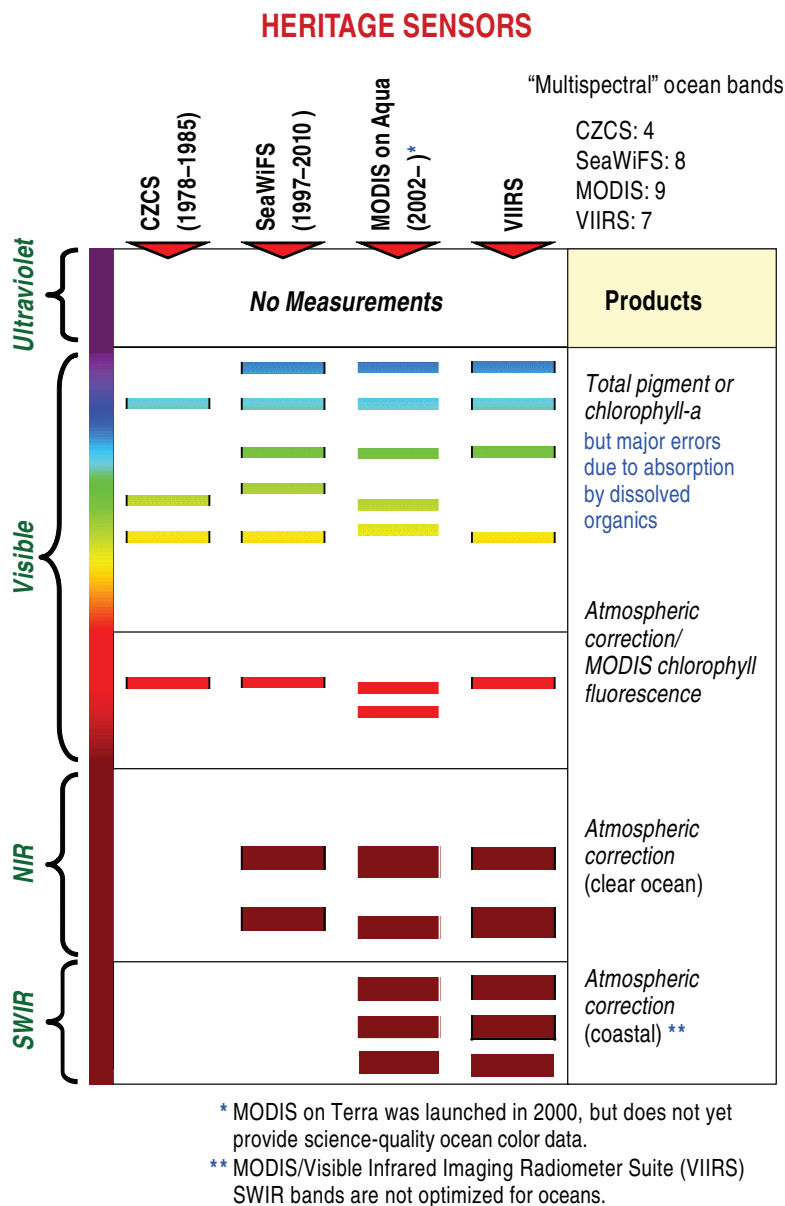 HERITAGE SENSORS
"Multispectral" ocean bands
CZCS: 4
SeaWiFS: 8
MODIS: 9
VIIRS: 7
CZCS
(1978–1985)
SeaWiFS
(1997–2010 )
MODIS on Aqua
(2002– ) *
VIIRS
Ultraviolet
No Measurements
Products
Visible
Total pigment or
chlorophyll-a
but major errors
due to absorption
by dissolved
organics
Atmospheric
correction/
MODIS chlorophyll
fluorescence
NIR
Atmospheric
correction
(clear ocean)
SWIR
Atmospheric
correction
(coastal) **
* MODIS on Terra was launched in 2000, but does not yet
provide science-quality ocean color data.
** MODIS/Visible Infrared Imaging Radiometer Suite (VIIRS)
SWIR bands are not optimized for oceans.